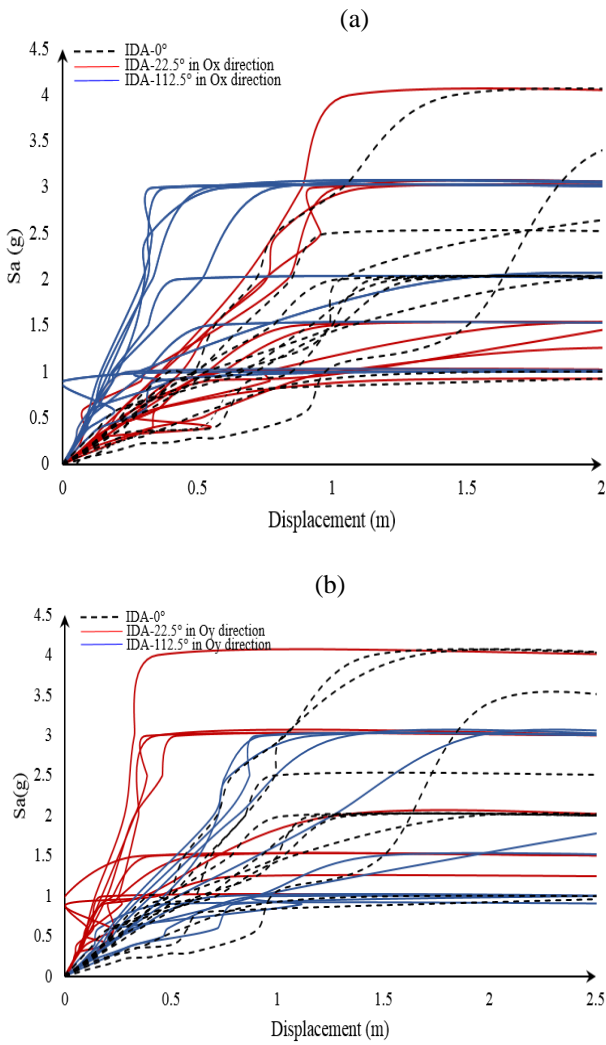 (a)
4.5
IDA-0°
IDA-22.5° in Ox direction
IDA-112.5° in Ox direction
4
3.5
3
2.5
2
1.5
1
0.5
0
Sa (g)
0 0.5 1 1.5 2
Displacement (m)
(b)
4.5
IDA-0°
IDA-22.5° in Oy direction
IDA-112.5° in Oy direction
4
3.5
3
2.5
2
1.5
1
0.5
0
Sa(g)
0 0.5 1 1.5 2 2.5
Displacement (m)